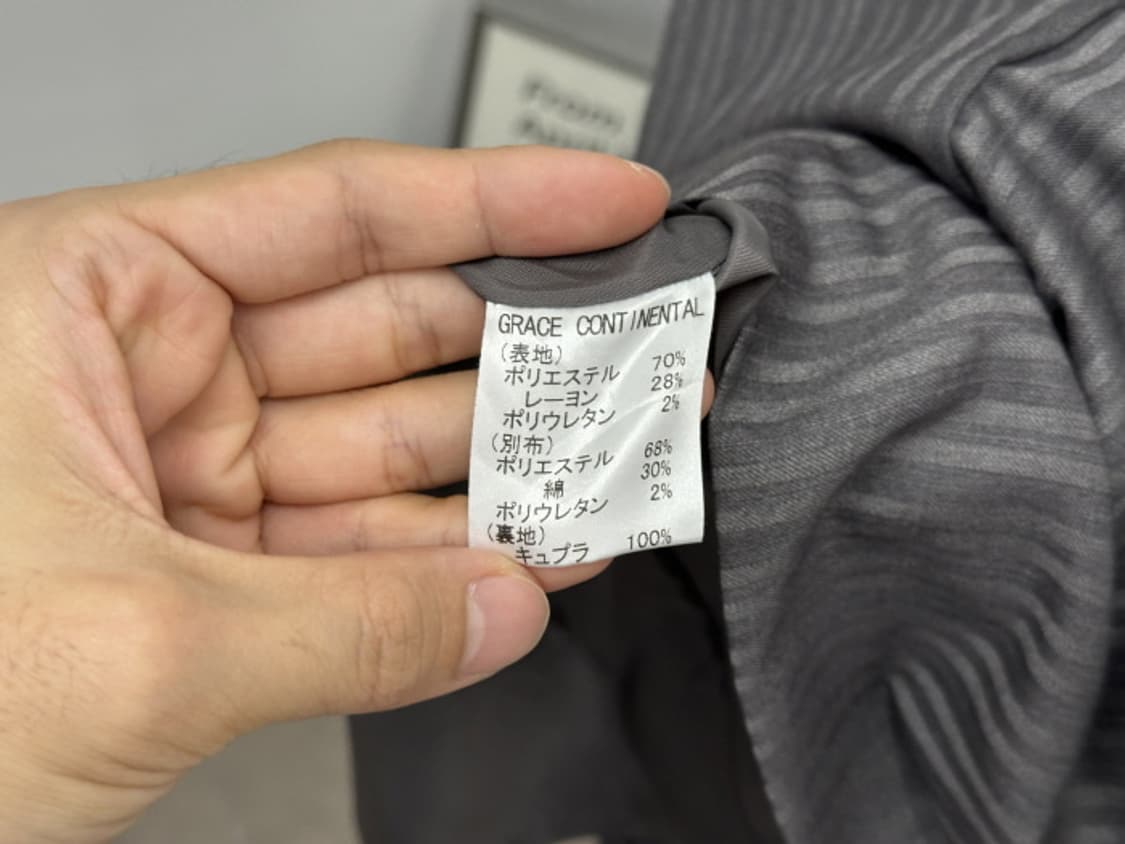 GRACE CONTINENTAL
(表地)
ポリエステル 70%
レーヨン 28%
ポリウレタン 2%
(別布)
ポリエステル 68%
綿 30%
ポリウレタン 2%
(裏地)
キュプラ 100%
From